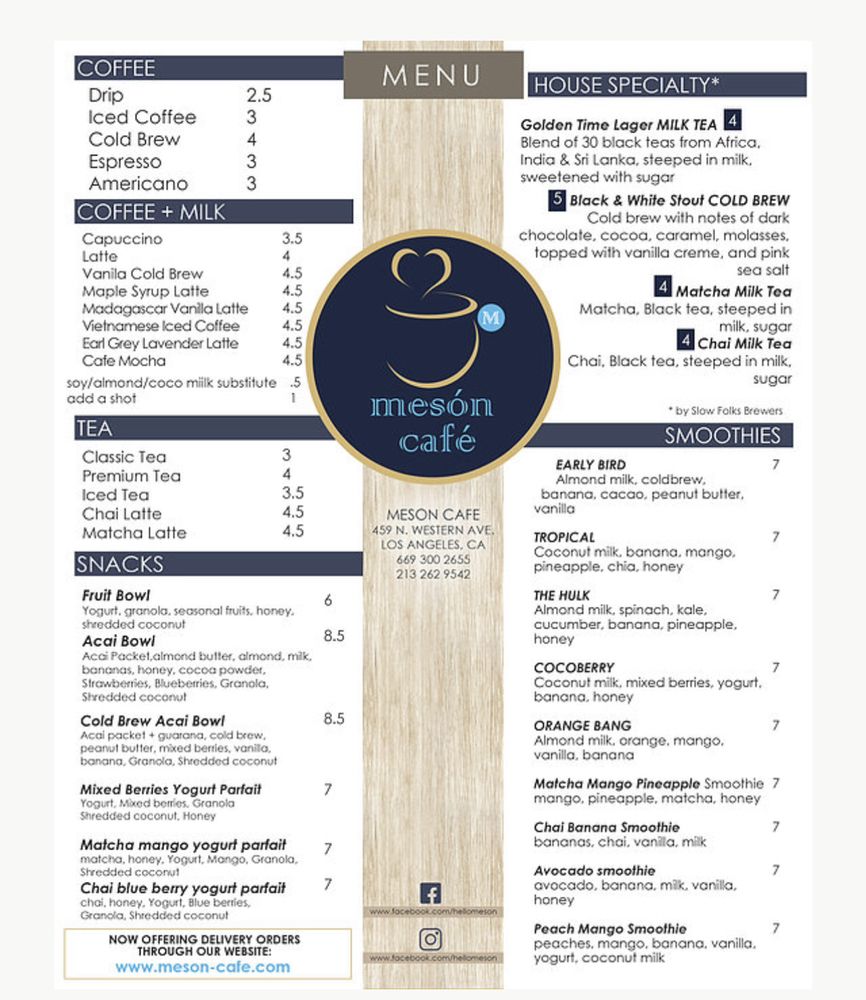 MENU
COFFEE
Drip 2.5
Iced Coffee 3
Cold Brew 4
Espresso 3
Americano 3
COFFEE + MILK
Capuccino 3.5
Latte 4
Vanila Cold Brew 4.5
Maple Syrup Latte 4.5
Madagascar Vanilla Latte 4.5
Vietnamese Iced Coffee 4.5
Earl Grey Lavender Latte 4.5
Cafe Mocha 4.5
soy/almond/coco miilk substitute .5
add a shot 1
TEA
Classic Tea 3
Premium Tea 4
Iced Tea 3.5
Chai Latte 4.5
Matcha Latte 4.5
SNACKS
Fruit Bowl 6
Yogurt, granola, seasonal fruits, honey,
shredded coconut
Acai Bowl 8.5
Acai Packet,almond butter, almond, milk,
bananas, honey, cocoa powder,
Strawberries, Blueberries, Granola,
Shredded coconut
Cold Brew Acai Bowl 8.5
Acai packet + guarana, cold brew,
peanut butter, mixed berries, vanilla,
banana, Granola, Shredded coconut
Mixed Berries Yogurt Parfait 7
Yogurt, Mixed berries, Granola
Shredded coconut, Honey
Matcha mango yogurt parfait 7
matcha, honey, Yogurt, Mango, Granola,
Shredded coconut
Chai blue berry yogurt parfait 7
chai, honey, Yogurt, Blue berries,
Granola, Shredded coconut
NOW OFFERING DELIVERY ORDERS
THROUGH OUR WEBSITE:
www.meson-cafe.com
M
mesón
café
MESON CAFE
459 N. WESTERN AVE.
LOS ANGELES, CA
669 300 2655
213 262 9542
www.facebook.com/hellomeson
www.facebook.com/hellomeson
HOUSE SPECIALTY*
Golden Time Lager MILK TEA 4
Blend of 30 black teas from Africa,
India & Sri Lanka, steeped in milk,
sweetened with sugar
5 Black & White Stout COLD BREW
Cold brew with notes of dark
chocolate, cocoa, caramel, molasses,
topped with vanilla creme, and pink
sea salt
4 Matcha Milk Tea
Matcha, Black tea, steeped in
milk, sugar
4 Chai Milk Tea
Chai, Black tea, steeped in milk,
sugar
* by Slow Folks Brewers
SMOOTHIES
EARLY BIRD 7
Almond milk, coldbrew,
banana, cacao, peanut butter,
vanilla
TROPICAL 7
Coconut milk, banana, mango,
pineapple, chia, honey
THE HULK 7
Almond milk, spinach, kale,
cucumber, banana, pineapple,
honey
COCOBERRY 7
Coconut milk, mixed berries, yogurt,
banana, honey
ORANGE BANG 7
Almond milk, orange, mango,
vanilla, banana
Matcha Mango Pineapple Smoothie 7
mango, pineapple, matcha, honey
Chai Banana Smoothie 7
bananas, chai, vanilla, milk
Avocado smoothie 7
avocado, banana, milk, vanilla,
honey
Peach Mango Smoothie 7
peaches, mango, banana, vanilla,
yogurt, coconut milk